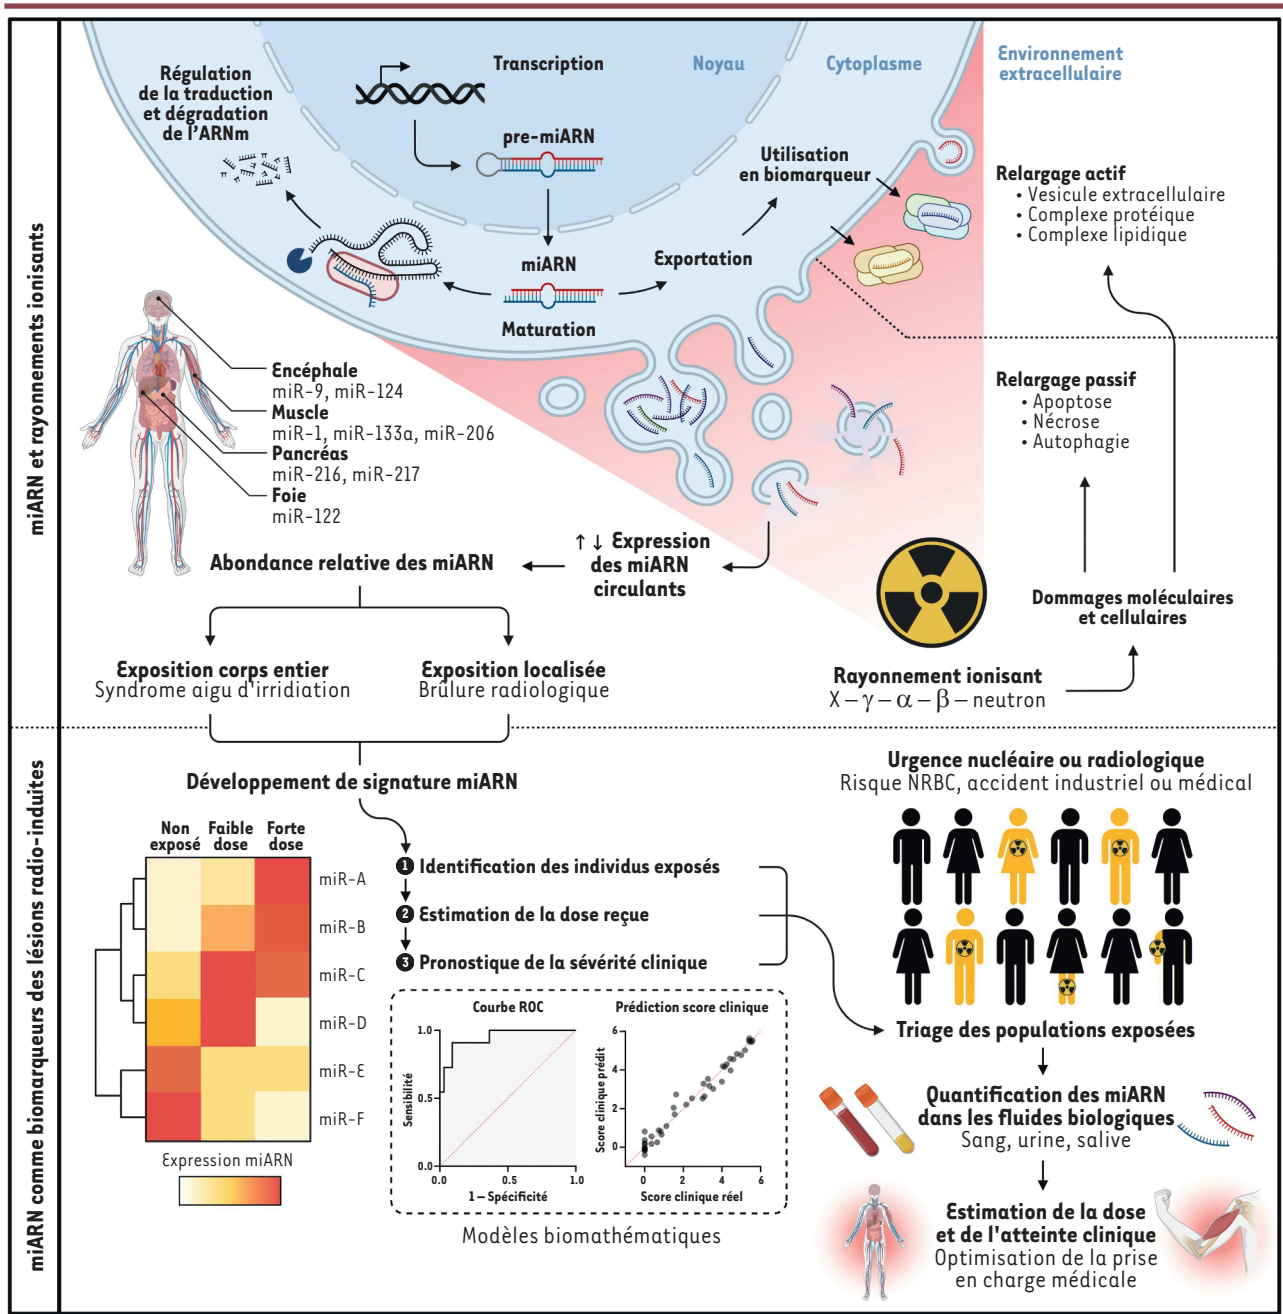 miARN et rayonnements ionisants
Régulation
de la traduction
et dégradation
de l'ARNm
Transcription
Noyau
Cytoplasme
Environnement
extracellulaire
pre-miARN
Utilisation
en biomarqueur
Relargage actif
• Vesicule extracellulaire
• Complexe protéique
• Complexe lipidique
miARN
Exportation
Maturation
Encéphale
miR-9, miR-124
Muscle
miR-1, miR-133a, miR-206
Pancréas
miR-216, miR-217
Foie
miR-122
Relargage passif
• Apoptose
• Nécrose
• Autophagie
Abondance relative des miARN
↑ ↓ Expression
des miARN
circulants
Dommages moléculaires
et cellulaires
Exposition corps entier
Syndrome aigu d'irridiation
Exposition localisée
Brûlure radiologique
Rayonnement ionisant
X – γ – α – β – neutron
miARN comme biomarqueurs des lésions radio-induites
Développement de signature miARN
Non
exposé
Faible
dose
Forte
dose
miR-A
miR-B
miR-C
miR-D
miR-E
miR-F
Expression miARN
1 Identification des individus exposés
2 Estimation de la dose reçue
3 Pronostique de la sévérité clinique
Courbe ROC
Sensibilité
1.0
0.5
0.0
0.0 0.5 1.0
1 – Spécificité
Prédiction score clinique
Score clinique prédit
6
4
2
0
0 2 4 6
Score clinique réel
Modèles biomathématiques
Urgence nucléaire ou radiologique
Risque NRBC, accident industriel ou médical
Triage des populations exposées
Quantification des miARN
dans les fluides biologiques
Sang, urine, salive
Estimation de la dose
et de l'atteinte clinique
Optimisation de la prise
en charge médicale